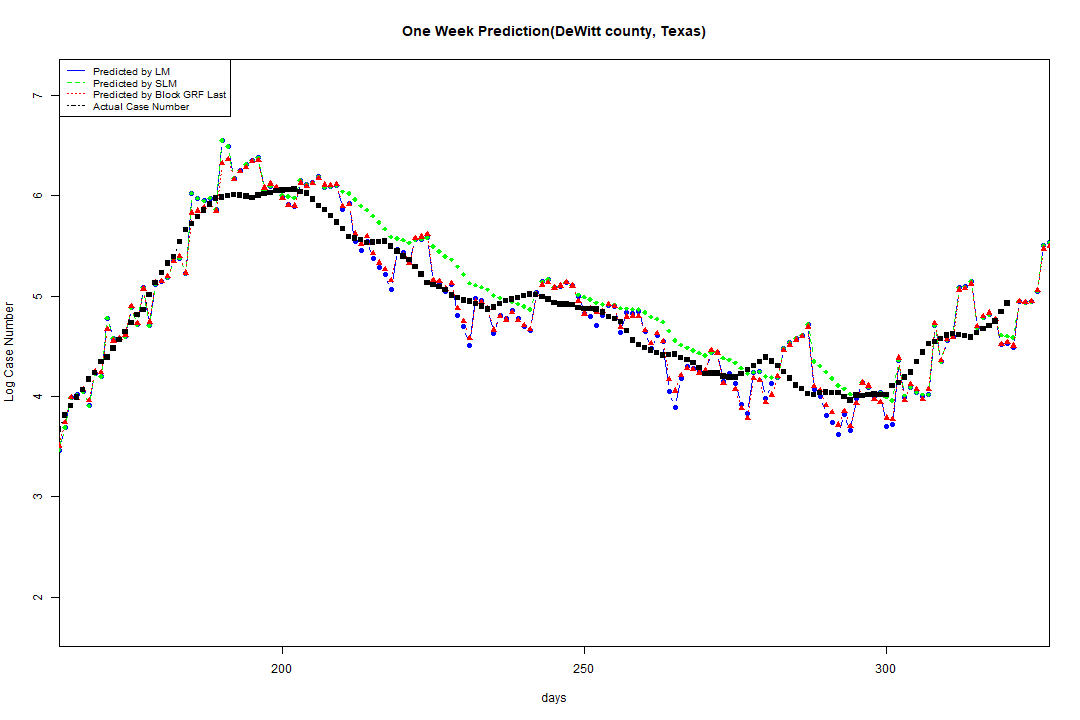 One Week Prediction(DeWitt county, Texas)
Predicted by LM
Predicted by SLM
Predicted by Block GRF Last
Actual Case Number
7
6
5
4
3
2
Log Case Number
200 250 300
days